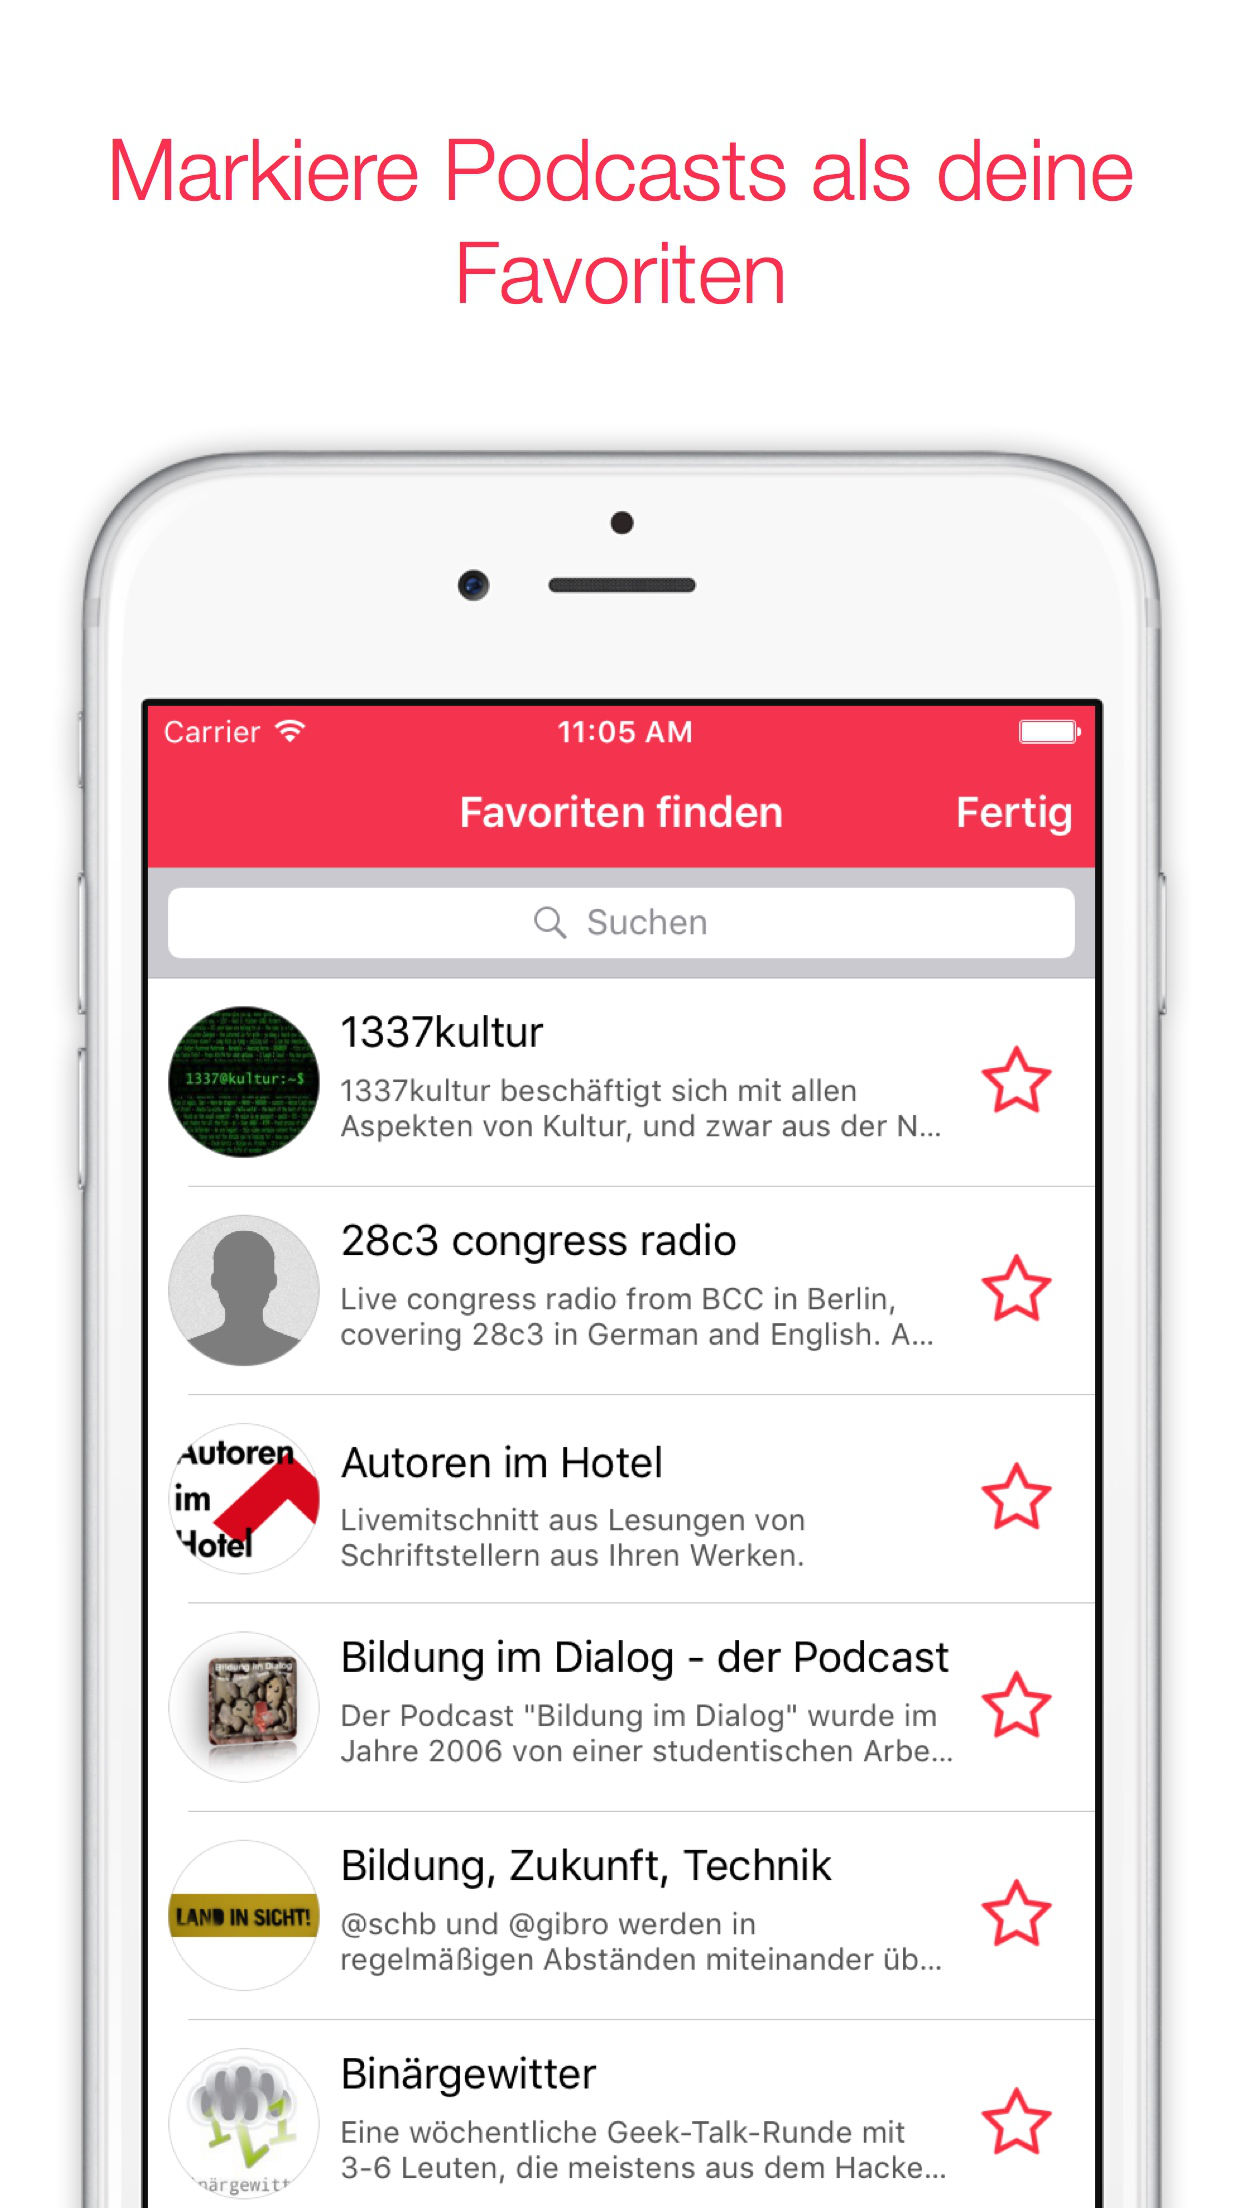 Markiere Podcasts als deine
Favoriten
Carrier
11:05 AM
Favoriten finden
Fertig
Suchen
1337@kultur:~$
1337kultur
1337kultur beschäftigt sich mit allen
Aspekten von Kultur, und zwar aus der N...
28c3 congress radio
Live congress radio from BCC in Berlin,
covering 28c3 in German and English. A...
Autoren
im
Hotel
Autoren im Hotel
Livemitschnitt aus Lesungen von
Schriftstellern aus Ihren Werken.
Bildung im Dialog
Bildung im Dialog - der Podcast
Der Podcast "Bildung im Dialog" wurde im
Jahre 2006 von einer studentischen Arbe...
LAND IN SICHT!
Bildung, Zukunft, Technik
@schb und @gibro werden in
regelmäßigen Abständen miteinander üb...
närgewitt
Binärgewitter
Eine wöchentliche Geek-Talk-Runde mit
3-6 Leuten, die meistens aus dem Hacke...